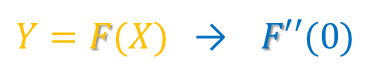 Y = F(X) → F′′(0)